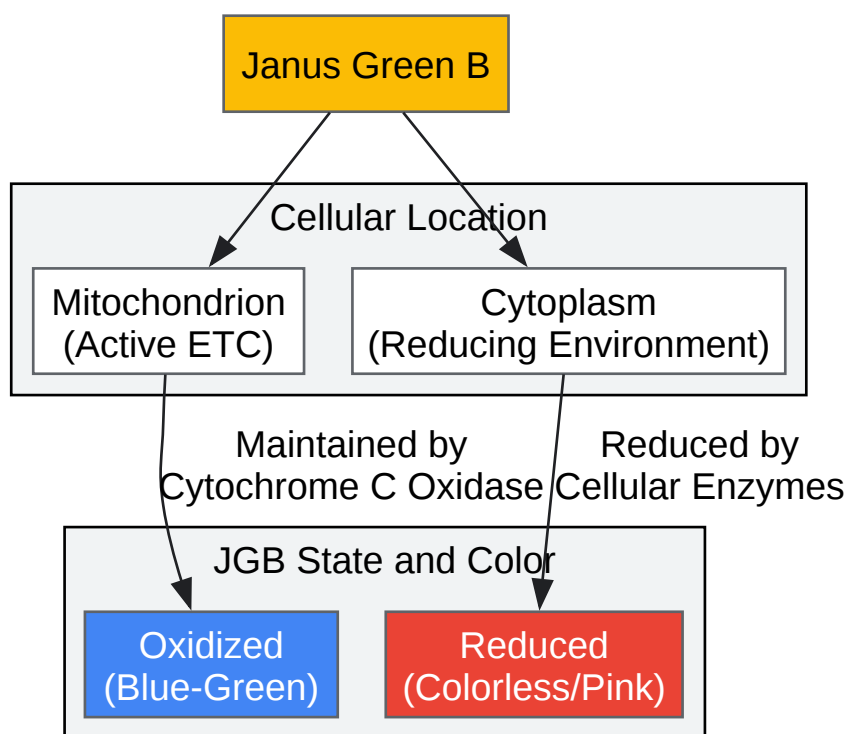 Janus Green B
Cellular Location
Mitochondrion
(Active ETC)
Cytoplasm
(Reducing Environment)
Maintained by
Cytochrome C Oxidase
Reduced by
Cellular Enzymes
JGB State and Color
Oxidized
(Blue-Green)
Reduced
(Colorless/Pink)